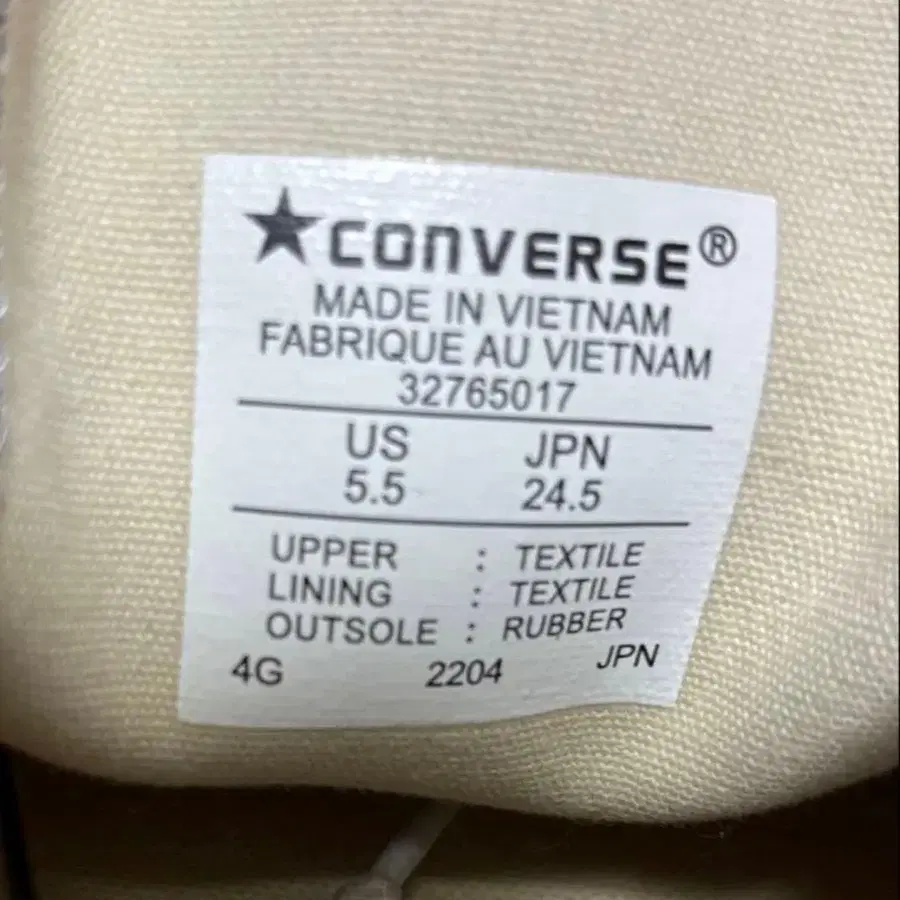 ★CONVERSE®
MADE IN VIETNAM
FABRIQUE AU VIETNAM
32765017
US JPN
5.5 24.5
UPPER : TEXTILE
LINING : TEXTILE
OUTSOLE : RUBBER
4G 2204 JPN